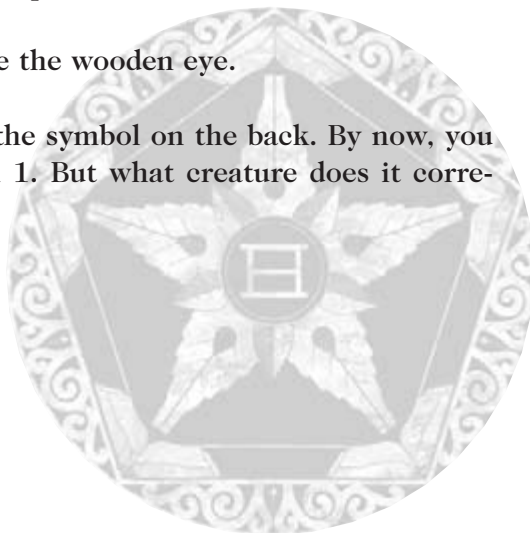 e the wooden eye.
the symbol on the back. By now, you
1. But what creature does it corre-